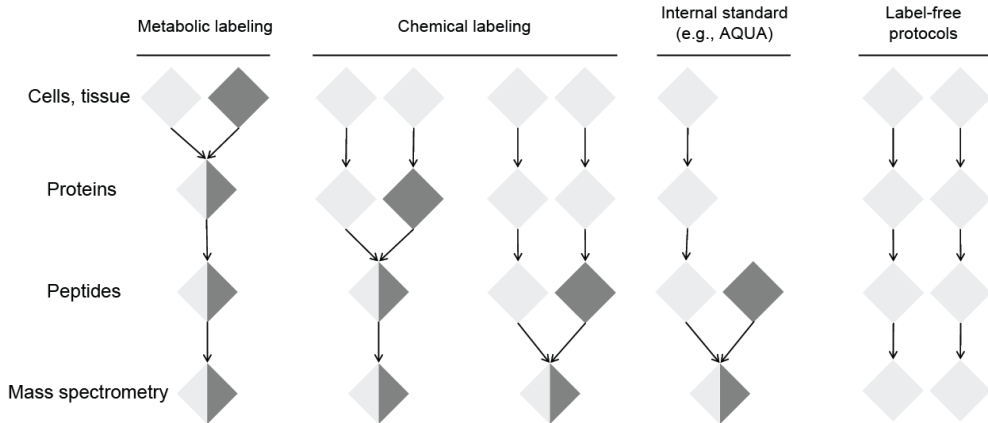 Metabolic labeling
Chemical labeling
Internal standard
(e.g., AQUA)
Label-free
protocols
Cells, tissue
Proteins
Peptides
Mass spectrometry